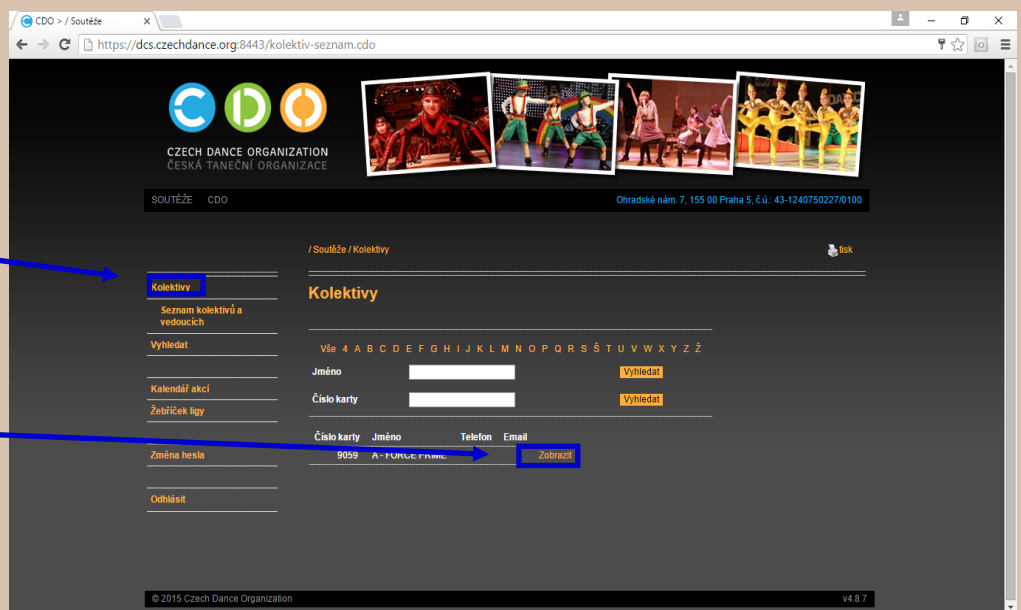 CDO > / Soutěže
https://dcs.czechdance.org:8443/kolektiv-seznam.cdo
CZECH DANCE ORGANIZATION
ČESKÁ TANEČNÍ ORGANIZACE
SOUTĚŽE CDO
Ohradské nám. 7, 155 00 Praha 5, č.ú.: 43-1240750227/0100
/ Soutěže / Kolektivy
tisk
Kolektivy
Seznam kolektivů a
vedoucích
Vyhledat
Kalendář akcí
Žebříček ligy
Změna hesla
Odhlásit
Kolektivy
Vše 4 A B C D E F G H I J K L M N O P Q R S Š T U V W X Y Z Ž
Jméno Vyhledat
Číslo karty Vyhledat
Číslo karty Jméno Telefon Email
9059 A - FORCE PRIME Zobrazit
© 2015 Czech Dance Organization
v4.8.7